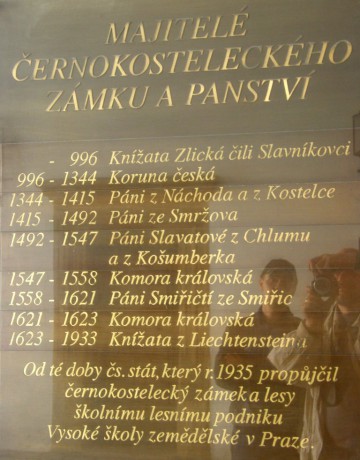 MAJITELÉ
ČERNOKOSTELECKÉHO
ZÁMKU A PANSTVÍ
- 996 Knížata Zlická čili Slavníkovci
996 - 1344 Koruna česká
1344 - 1415 Páni z Náchoda a z Kostelce
1415 - 1492 Páni ze Smržova
1492 - 1547 Páni Slavatové z Chlumu
a z Košumberka
1547 - 1558 Komora královská
1558 - 1621 Páni Smiřičtí ze Smiřic
1621 - 1623 Komora královská
1623 - 1933 Knížata z Liechtensteina
Od té doby čs. stát, který r. 1935 propůjčil
černokostelecký zámek a lesy
školnímu lesnímu podniku
Vysoké školy zemědělské v Praze.